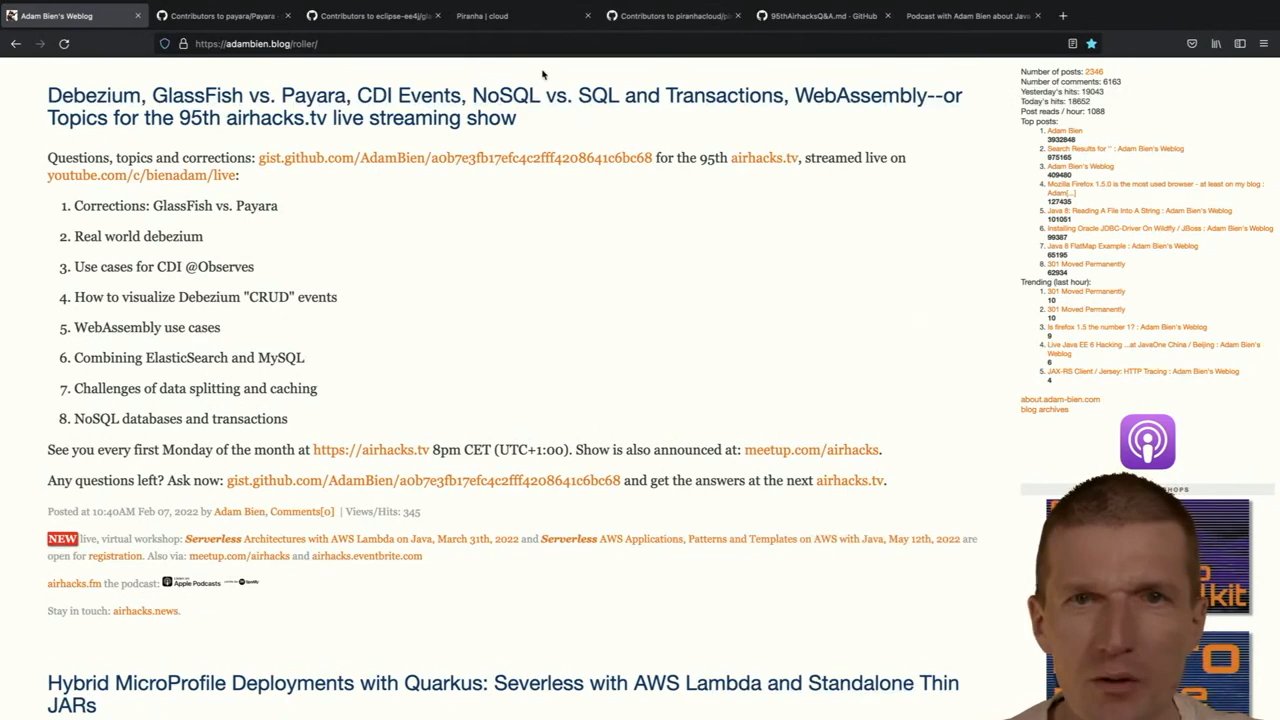 Adam Bien's Weblog
Contributors to payara/Payara ·
Contributors to eclipse-ee4j/gla
Piranha | cloud
Contributors to piranhacloud/pi
95thAirhacksQ&A.md · GitHub
Podcast with Adam Bien about Java
https://adambien.blog/roller/
Debezium, GlassFish vs. Payara, CDI Events, NoSQL vs. SQL and Transactions, WebAssembly--or
Topics for the 95th airhacks.tv live streaming show
Questions, topics and corrections: gist.github.com/AdamBien/a0b7e3fb17efc4c2fff4208641c6bc68 for the 95th airhacks.tv, streamed live on
youtube.com/c/bienadam/live:
1. Corrections: GlassFish vs. Payara
2. Real world debezium
3. Use cases for CDI @Observes
4. How to visualize Debezium "CRUD" events
5. WebAssembly use cases
6. Combining ElasticSearch and MySQL
7. Challenges of data splitting and caching
8. NoSQL databases and transactions
See you every first Monday of the month at https://airhacks.tv 8pm CET (UTC+1:00). Show is also announced at: meetup.com/airhacks.
Any questions left? Ask now: gist.github.com/AdamBien/a0b7e3fb17efc4c2fff4208641c6bc68 and get the answers at the next airhacks.tv.
Posted at 10:40AM Feb 07, 2022 by Adam Bien, Comments[0] | Views/Hits: 345
NEW live, virtual workshop: Serverless Architectures with AWS Lambda on Java, March 31th, 2022 and Serverless AWS Applications, Patterns and Templates on AWS with Java, May 12th, 2022 are
open for registration. Also via: meetup.com/airhacks and airhacks.eventbrite.com
airhacks.fm the podcast: Apple Podcasts Spotify
Stay in touch: airhacks.news.
Hybrid MicroProfile Deployments with Quarkus: Severless with AWS Lambda and Standalone Thin
JARs
Number of posts: 2346
Number of comments: 6163
Yesterday's hits: 19043
Today's hits: 18652
Post reads / hour: 1088
Top posts:
1. Adam Bien
3932848
2. Search Results for '' : Adam Bien's Weblog
975165
3. Adam Bien's Weblog
409480
4. Mozilla Firefox 1.5.0 is the most used browser - at least on my blog :
Adam[...]
127435
5. Java 8: Reading A File Into A String : Adam Bien's Weblog
101051
6. Installing Oracle JDBC-Driver On Wildfly / JBoss : Adam Bien's Weblog
99387
7. Java 8 FlatMap Example : Adam Bien's Weblog
65195
8. 301 Moved Permanently
62934
Trending (last hour):
1. 301 Moved Permanently
10
2. 301 Moved Permanently
10
3. Is firefox 1.5 the number 1? : Adam Bien's Weblog
9
4. Live Java EE 6 Hacking ...at JavaOne China / Beijing : Adam Bien's
Weblog
6
5. JAX-RS Client / Jersey: HTTP Tracing : Adam Bien's Weblog
4
about.adam-bien.com
blog archives